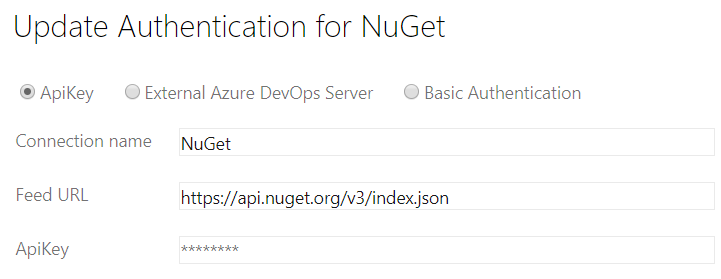 Update Authentication for NuGet
ApiKey External Azure DevOps Server Basic Authentication
Connection name NuGet
Feed URL https://api.nuget.org/v3/index.json
ApiKey ********